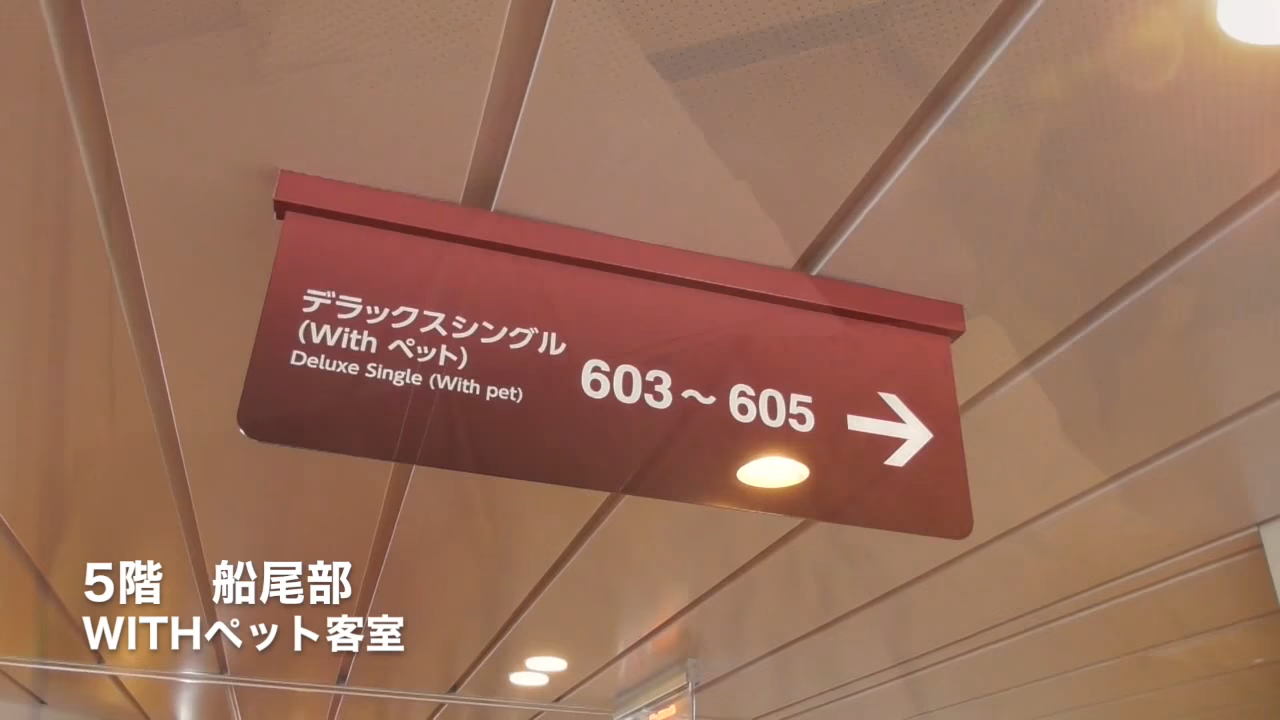 デラックスシングル
(With ペット)
Deluxe Single (With pet)
603～605 →
5階 船尾部
WITHペット客室